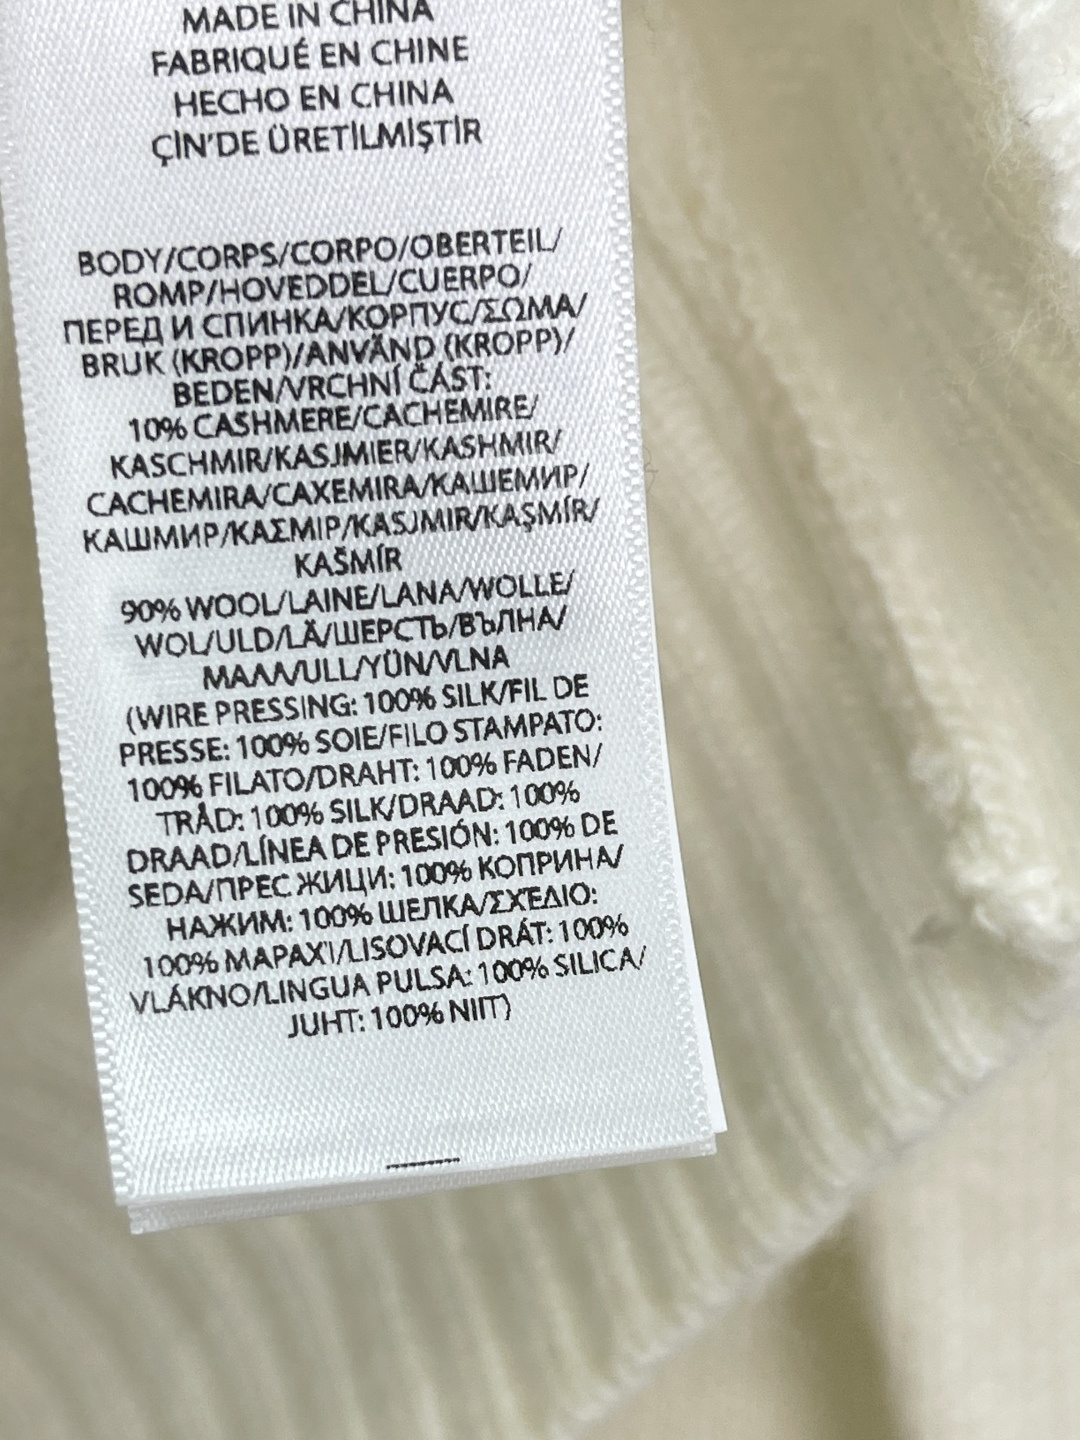 MADE IN CHINA
FABRIQUÉ EN CHINE
HECHO EN CHINA
ÇİN'DE ÜRETİLMİŞTİR
BODY/CORPS/CORPO/OBERTEIL/
ROMP/HOVEDDEL/CUERPO/
ПЕРЕД И СПИНКА/КОРПУС/ΣΩΜΑ/
BRUK (KROPP)/ANVÄND (KROPP)/
BEDEN/VRCHNÍ ČÁST:
10% CASHMERE/CACHEMIRE/
KASCHMIR/KASJMIER/KASHMIR/
CACHEMIRA/CAXEMIRA/КАШЕМИР/
КАШМИР/ΚΑΣΜΙΡ/KASJMIR/KAŞMİR/
KAŠMÍR
90% WOOL/LAINE/LANA/WOLLE/
WOL/ULD/LÃ/ШЕРСТЬ/ВЪЛНА/
ΜΑΛΛΙ/ULL/YÜN/VLNA
(WIRE PRESSING: 100% SILK/FIL DE
PRESSE: 100% SOIE/FILO STAMPATO:
100% FILATO/DRAHT: 100% FADEN/
TRÅD: 100% SILK/DRAAD: 100%
DRAAD/LÍNEA DE PRESIÓN: 100% DE
SEDA/ПРЕС ЖИЦИ: 100% КОПРИНА/
НАЖИМ: 100% ШЕЛКА/ΣΧΈΔΙΟ:
100% ΜΑΡΑΧΊ/LISOVACÍ DRÁT: 100%
VLÁKNO/LINGUA PULSA: 100% SILICA/
JUHT: 100% NIIT)